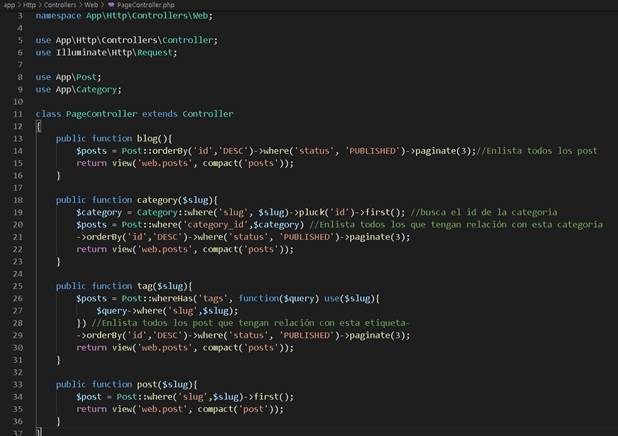 app > Http > Controllers > Web > PageController.php
3 namespace App\Http\Controllers\Web;
4
5 use App\Http\Controllers\Controller;
6 use Illuminate\Http\Request;
7
8 use App\Post;
9 use App\Category;
10
11 class PageController extends Controller
12 {
13 public function blog(){
14 $posts = Post::orderBy('id','DESC')->where('status', 'PUBLISHED')->paginate(3);//Enlista todos los post
15 return view('web.posts', compact('posts'));
16 }
17
18 public function category($slug){
19 $category = Category::where('slug', $slug)->pluck('id')->first(); //busca el id de la categoria
20 $posts = Post::where('category_id',$category) //Enlista todos los que tengan relación con esta categoria
21 ->orderBy('id','DESC')->where('status', 'PUBLISHED')->paginate(3);
22 return view('web.posts', compact('posts'));
23 }
24
25 public function tag($slug){
26 $posts = Post::whereHas('tags', function($query) use($slug){
27 $query->where('slug',$slug);
28 }) //Enlista todos los post que tengan relación con esta etiqueta-
29 ->orderBy('id','DESC')->where('status', 'PUBLISHED')->paginate(3);
30 return view('web.posts', compact('posts'));
31 }
32
33 public function post($slug){
34 $post = Post::where('slug',$slug)->first();
35 return view('web.post', compact('post'));
36 }
37 }